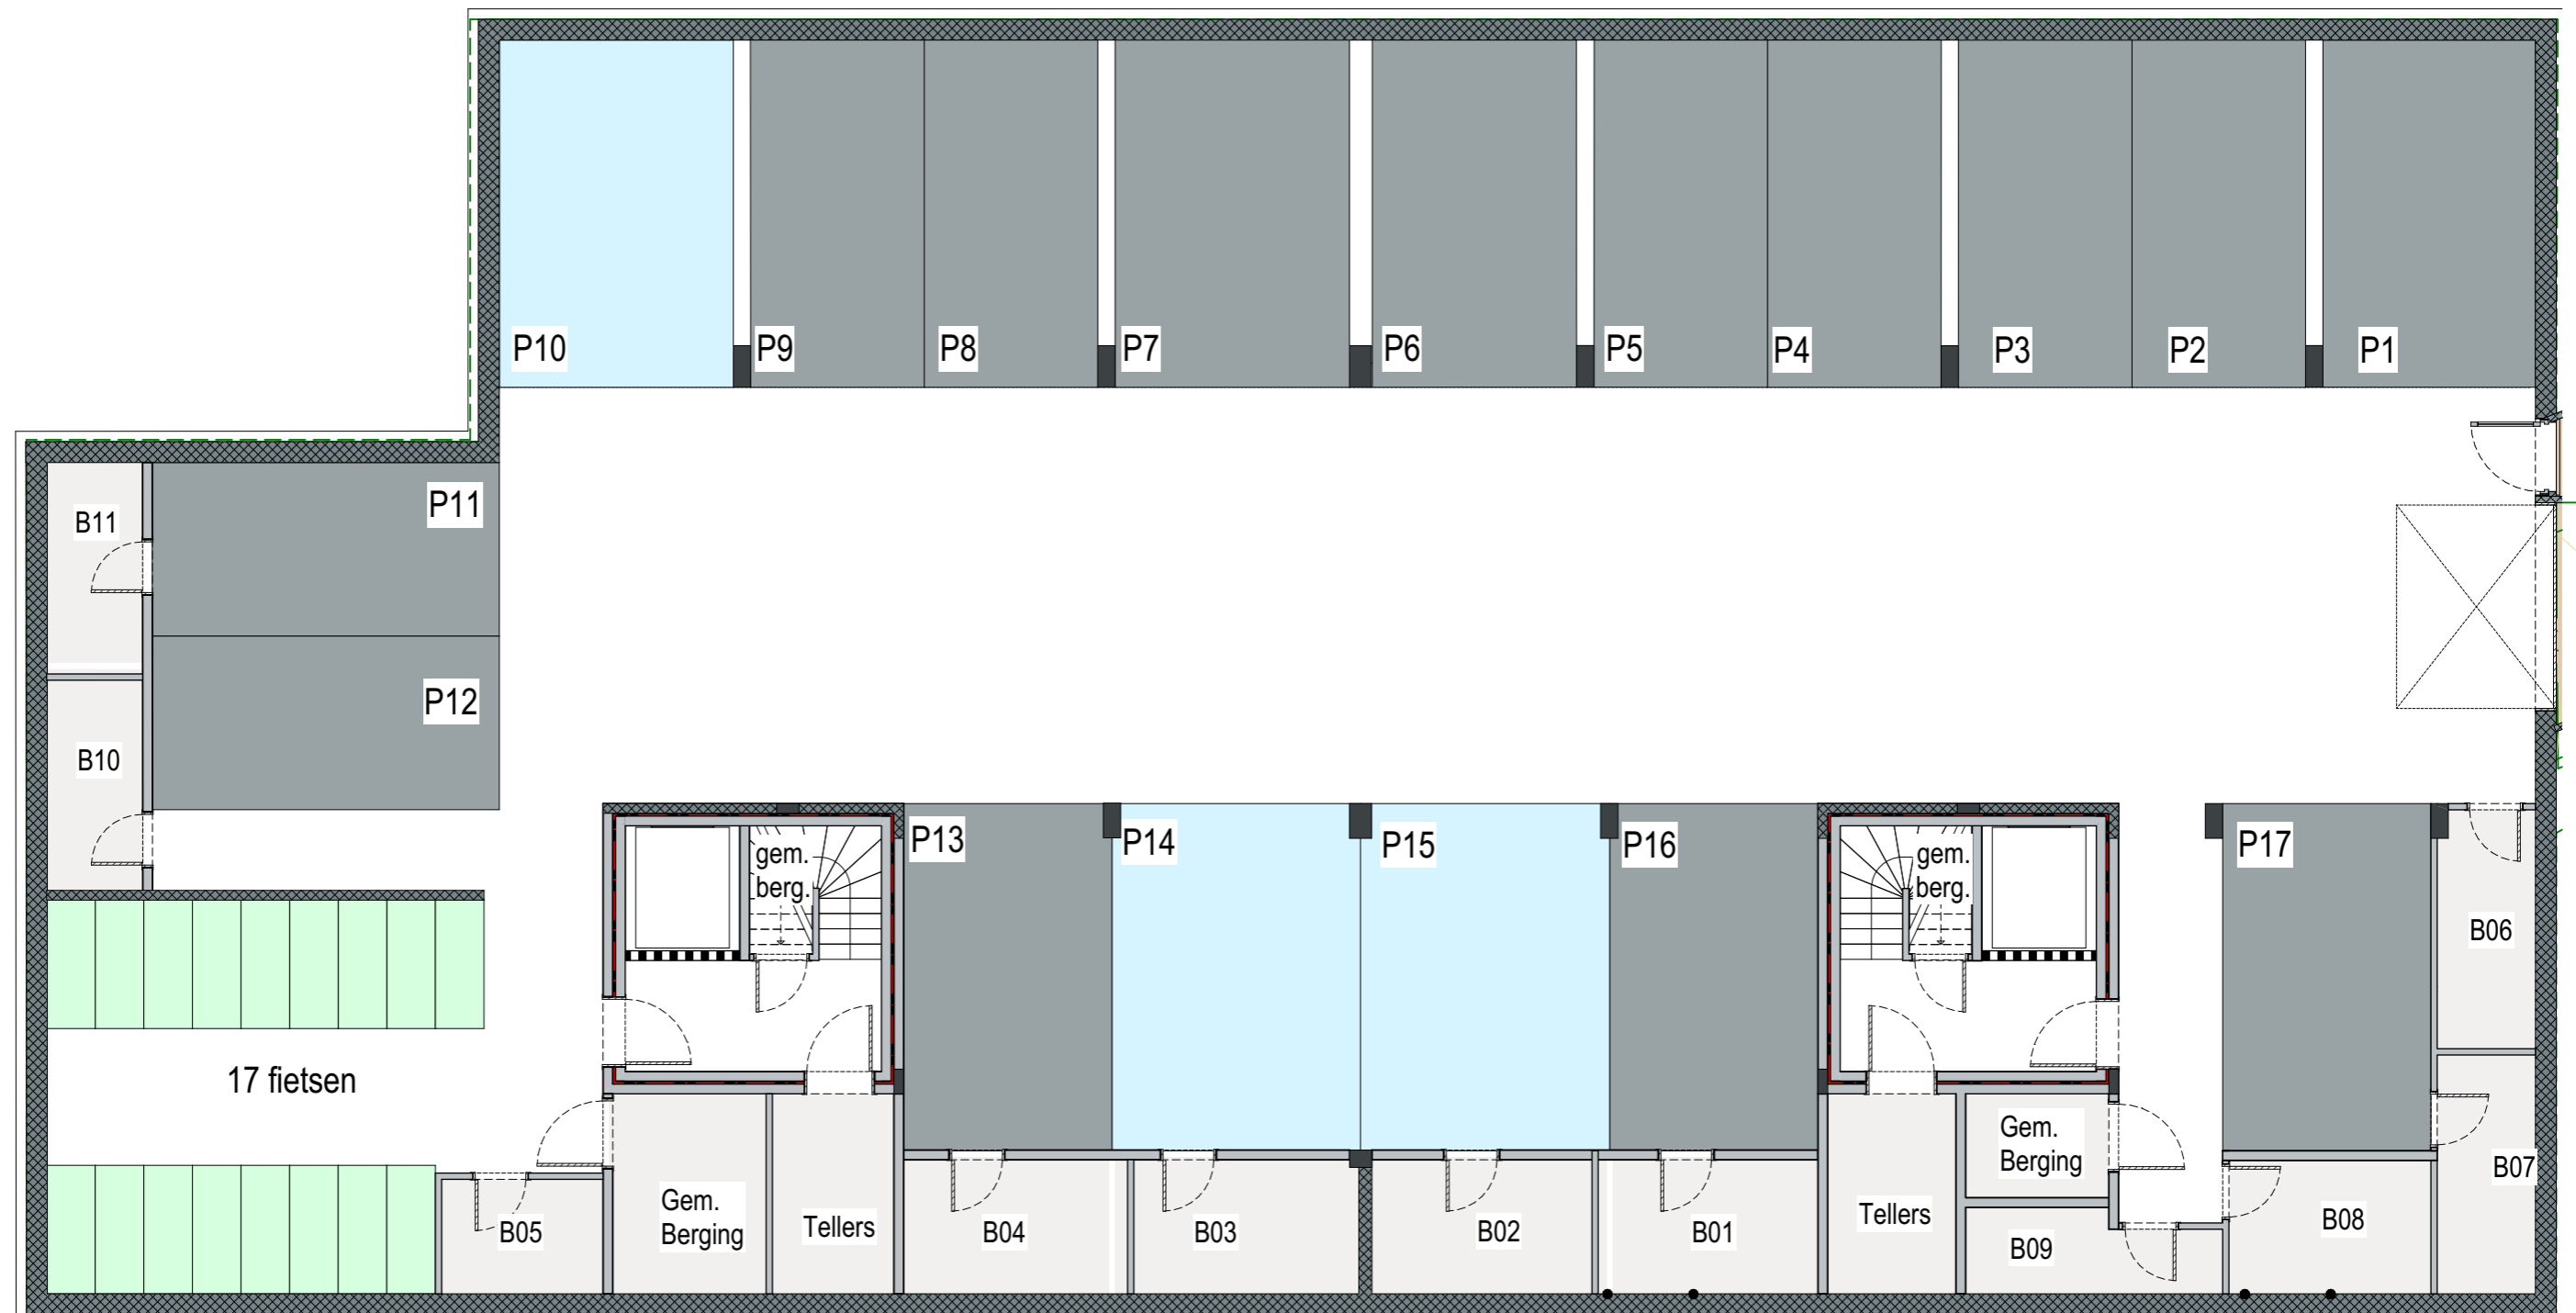 P10
P9
P8
P7
P6
P5
P4
P3
P2
P1
B11
P11
P12
B10
gem.
berg.
P13
P14
P15
P16
gem.
berg.
P17
B06
17 fietsen
Gem.
Berging
Tellers
B05
B04
B03
B02
B01
Tellers
Gem.
Berging
B09
B08
B07